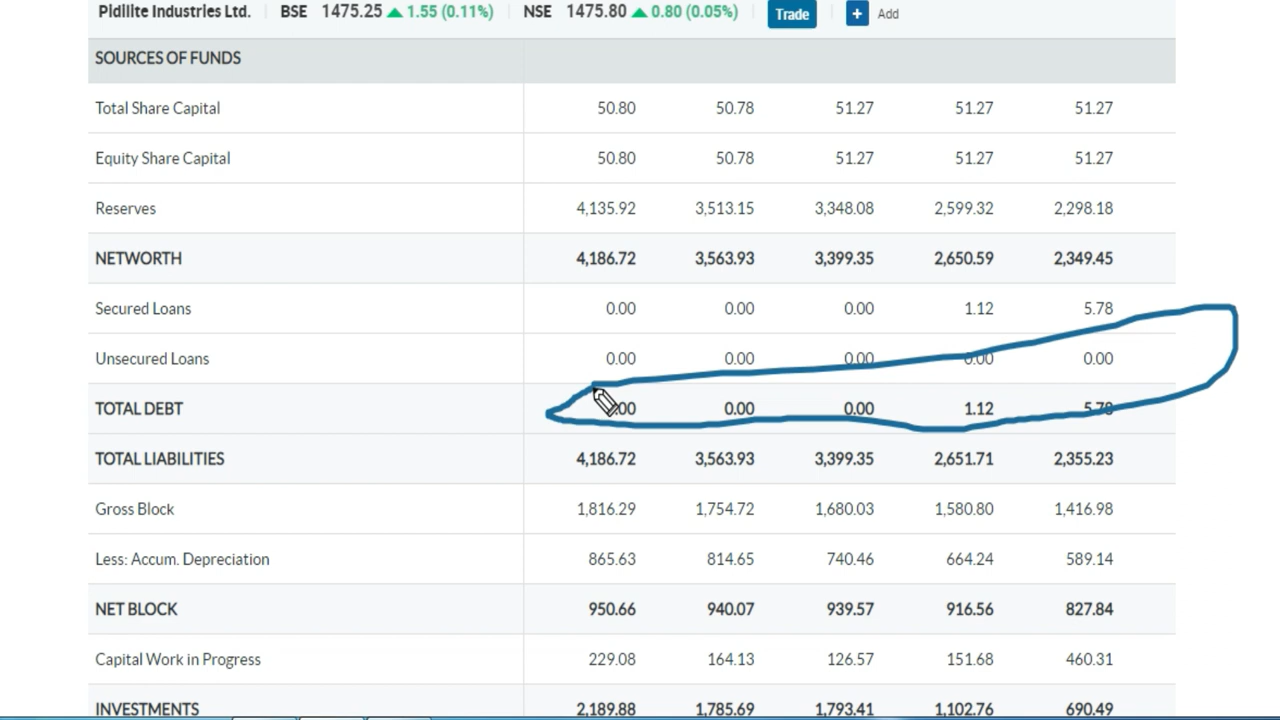 Pidilite Industries Ltd. BSE 1475.25 1.55 (0.11%) NSE 1475.80 0.80 (0.05%) Trade + Add
SOURCES OF FUNDS
Total Share Capital 50.80 50.78 51.27 51.27 51.27
Equity Share Capital 50.80 50.78 51.27 51.27 51.27
Reserves 4,135.92 3,513.15 3,348.08 2,599.32 2,298.18
NETWORTH 4,186.72 3,563.93 3,399.35 2,650.59 2,349.45
Secured Loans 0.00 0.00 0.00 1.12 5.78
Unsecured Loans 0.00 0.00 0.00 0.00 0.00
TOTAL DEBT 0.00 0.00 1.12 5.78
TOTAL LIABILITIES 4,186.72 3,563.93 3,399.35 2,651.71 2,355.23
Gross Block 1,816.29 1,754.72 1,680.03 1,580.80 1,416.98
Less: Accum. Depreciation 865.63 814.65 740.46 664.24 589.14
NET BLOCK 950.66 940.07 939.57 916.56 827.84
Capital Work in Progress 229.08 164.13 126.57 151.68 460.31
INVESTMENTS 2,189.88 1,785.69 1,793.41 1,102.76 690.49